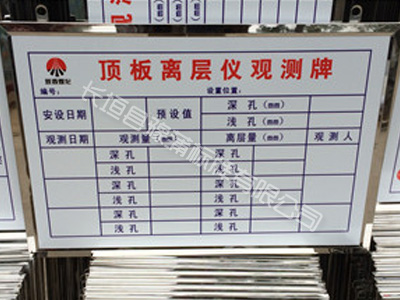 顶板离层仪观测牌
编号： 设置位置：
安设日期 预设值 深 孔（mm）
浅 孔（mm）
观测日期 观测量（mm） 离层量（mm） 观 测 人
深 孔 深 孔
浅 孔 浅 孔
深 孔 深 孔
浅 孔 浅 孔
深 孔 深 孔
浅 孔 浅 孔